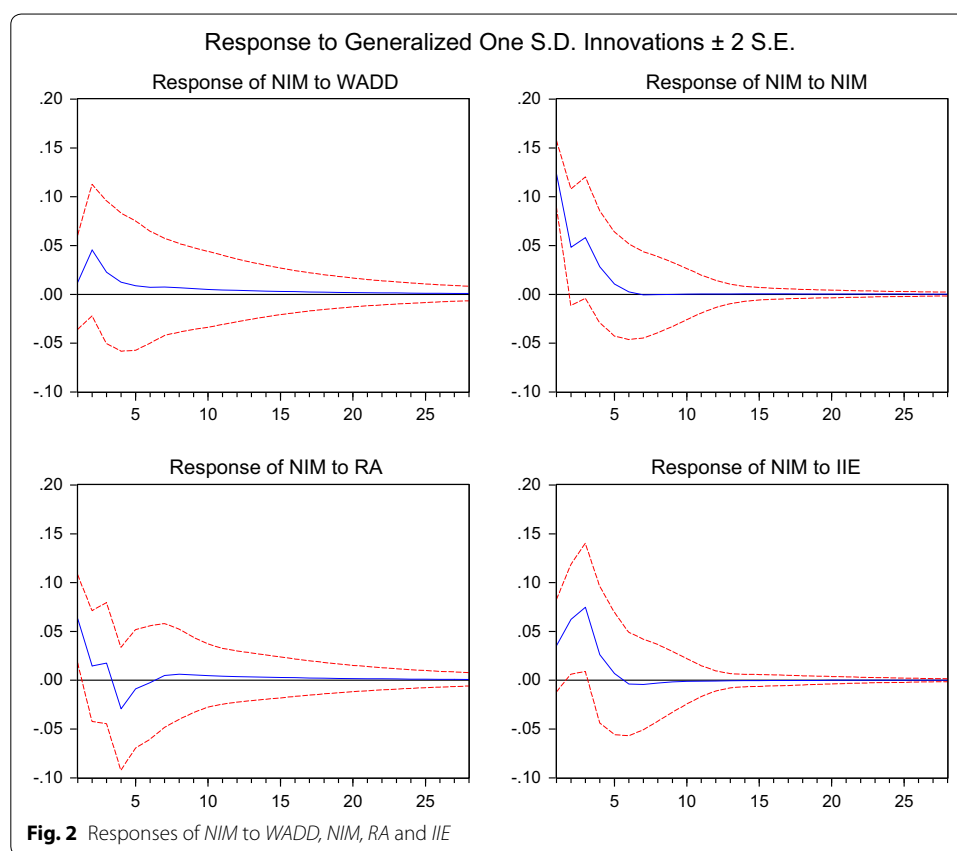 Response to Generalized One S.D. Innovations ± 2 S.E.
Response of NIM to WADD
.20
.15
.10
.05
.00
-.05
-.10
5 10 15 20 25
Response of NIM to NIM
.20
.15
.10
.05
.00
-.05
-.10
5 10 15 20 25
Response of NIM to RA
.20
.15
.10
.05
.00
-.05
-.10
5 10 15 20 25
Response of NIM to IIE
.20
.15
.10
.05
.00
-.05
-.10
5 10 15 20 25
Fig. 2 Responses of NIM to WADD, NIM, RA and IIE